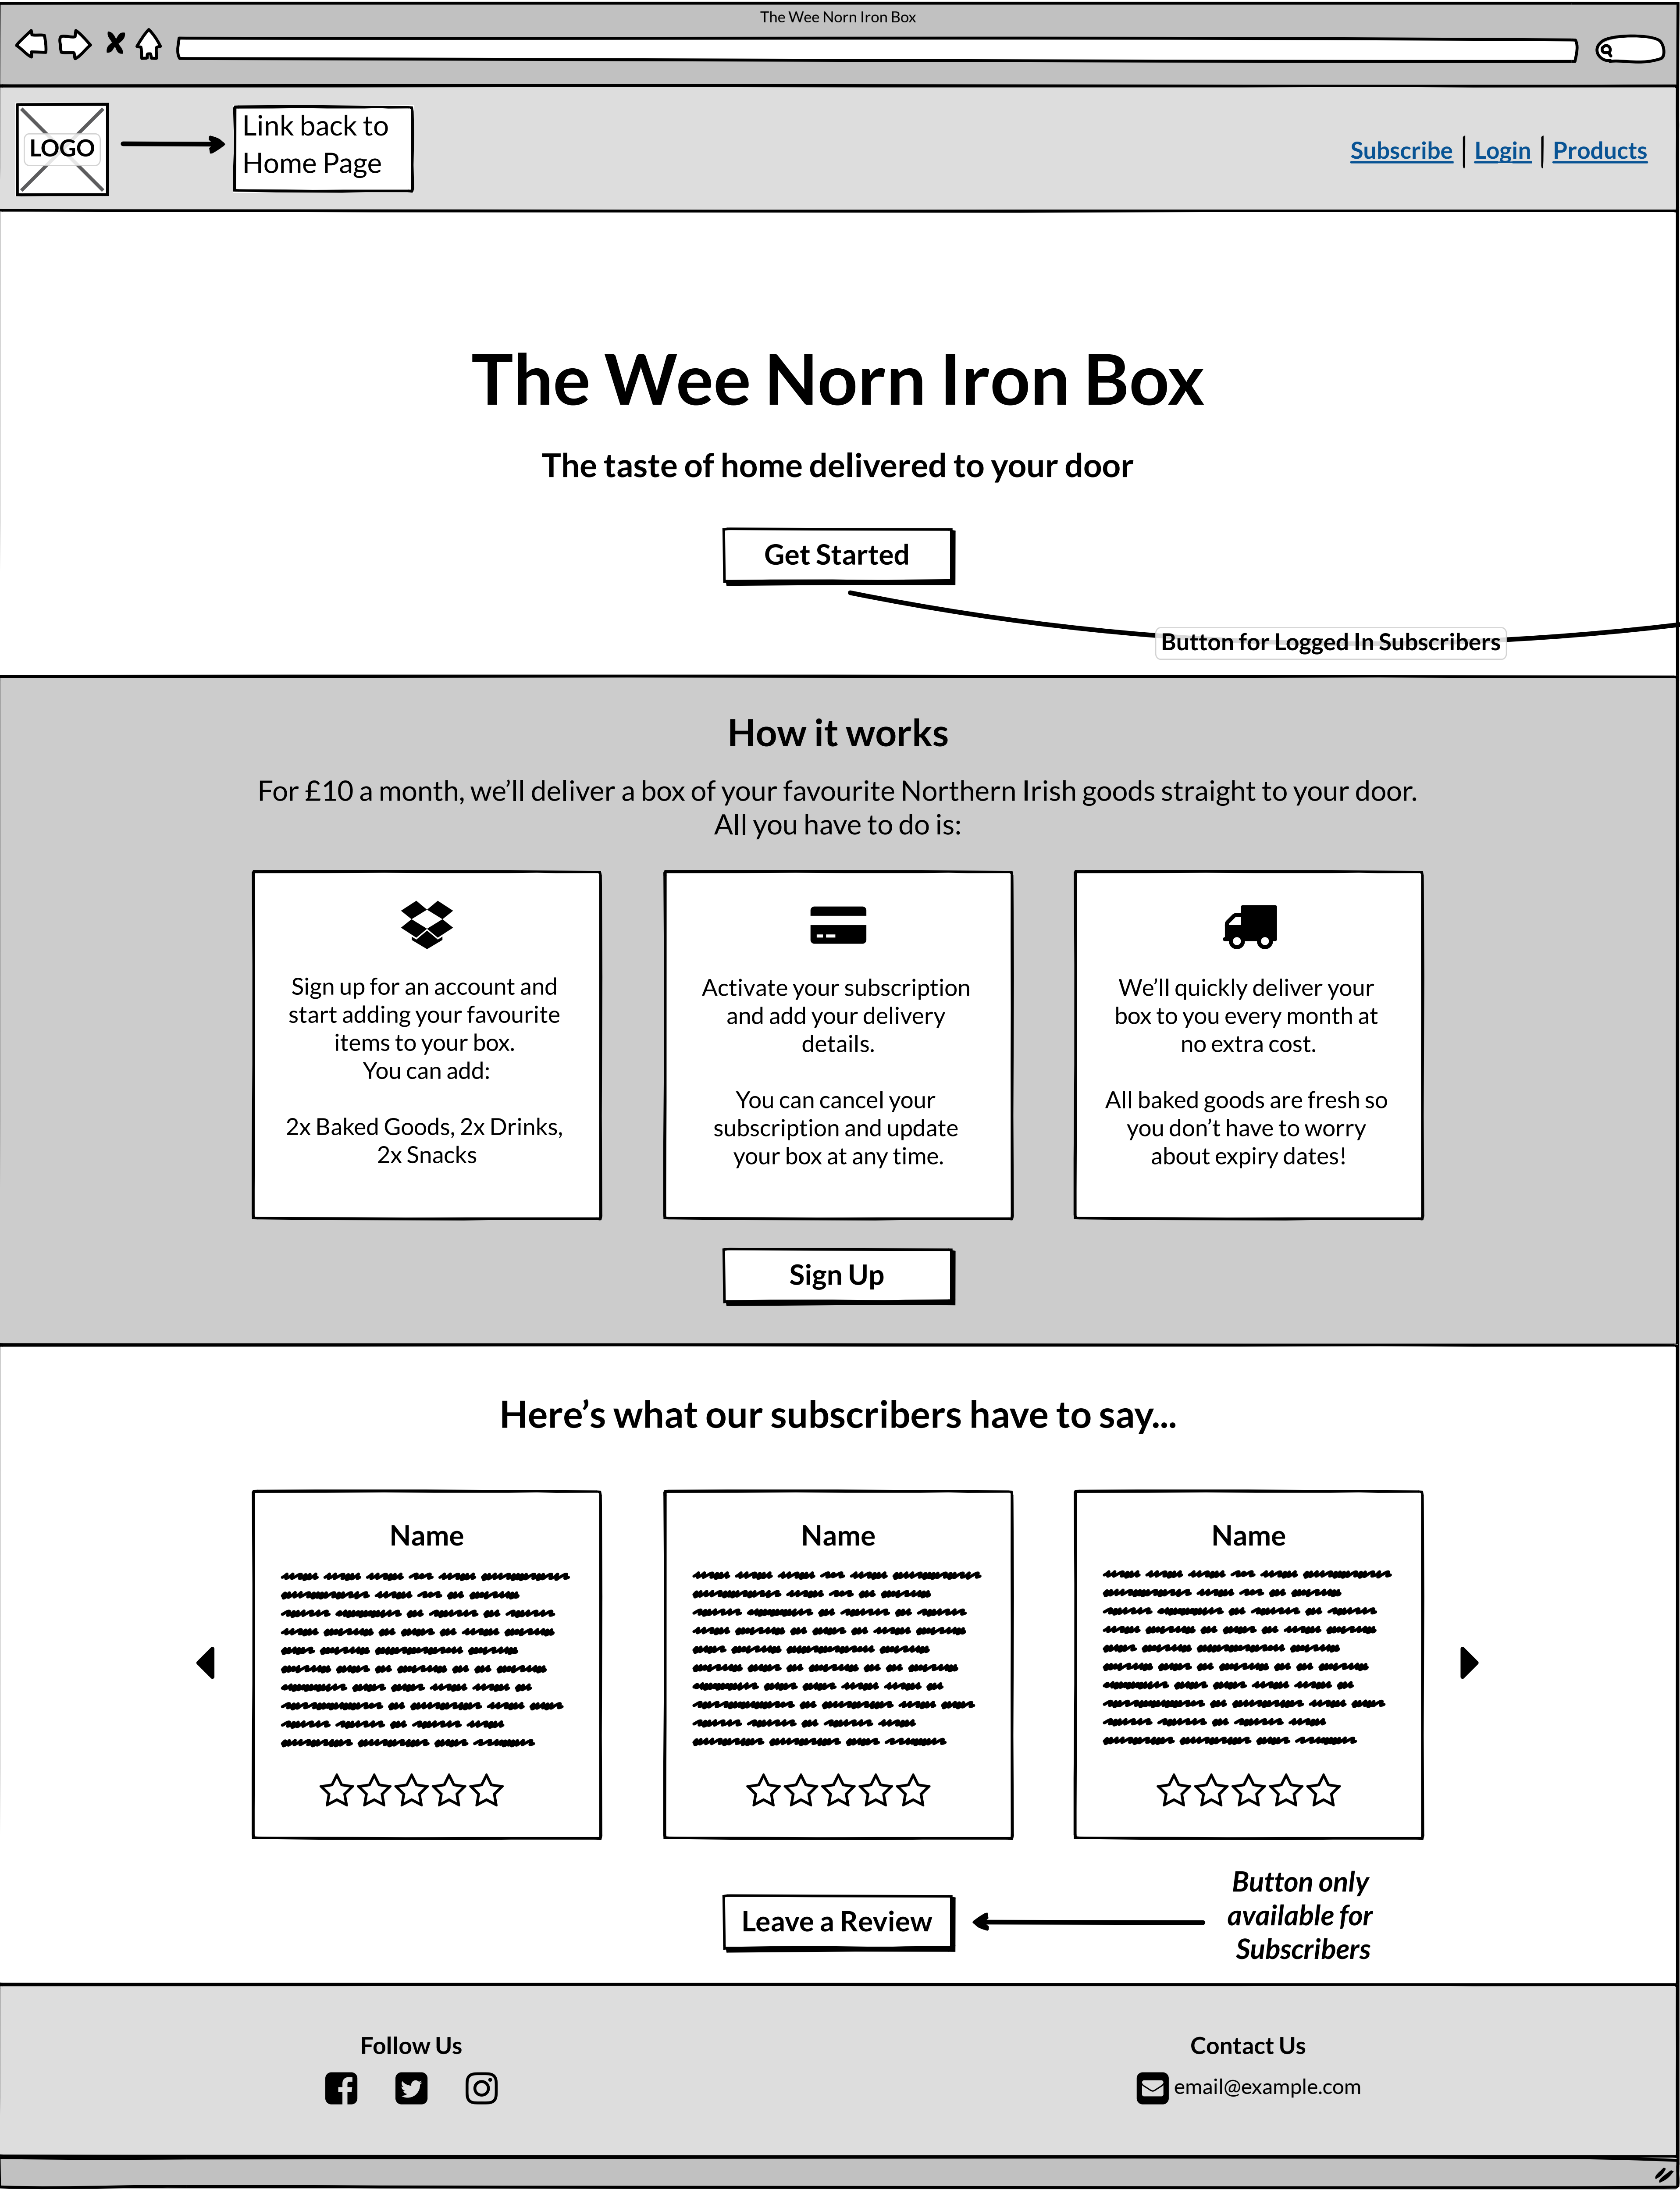 The Wee Norn Iron Box
LOGO
Link back to
Home Page
Subscribe | Login | Products
The Wee Norn Iron Box
The taste of home delivered to your door
Get Started
Button for Logged In Subscribers
How it works
For £10 a month, we’ll deliver a box of your favourite Northern Irish goods straight to your door.
All you have to do is:
Sign up for an account and
start adding your favourite
items to your box.
You can add:
2x Baked Goods, 2x Drinks,
2x Snacks
Activate your subscription
and add your delivery
details.
You can cancel your
subscription and update
your box at any time.
We’ll quickly deliver your
box to you every month at
no extra cost.
All baked goods are fresh so
you don’t have to worry
about expiry dates!
Sign Up
Here’s what our subscribers have to say...
Name
Name
Name
Leave a Review
Button only
available for
Subscribers
Follow Us
Contact Us
email@example.com